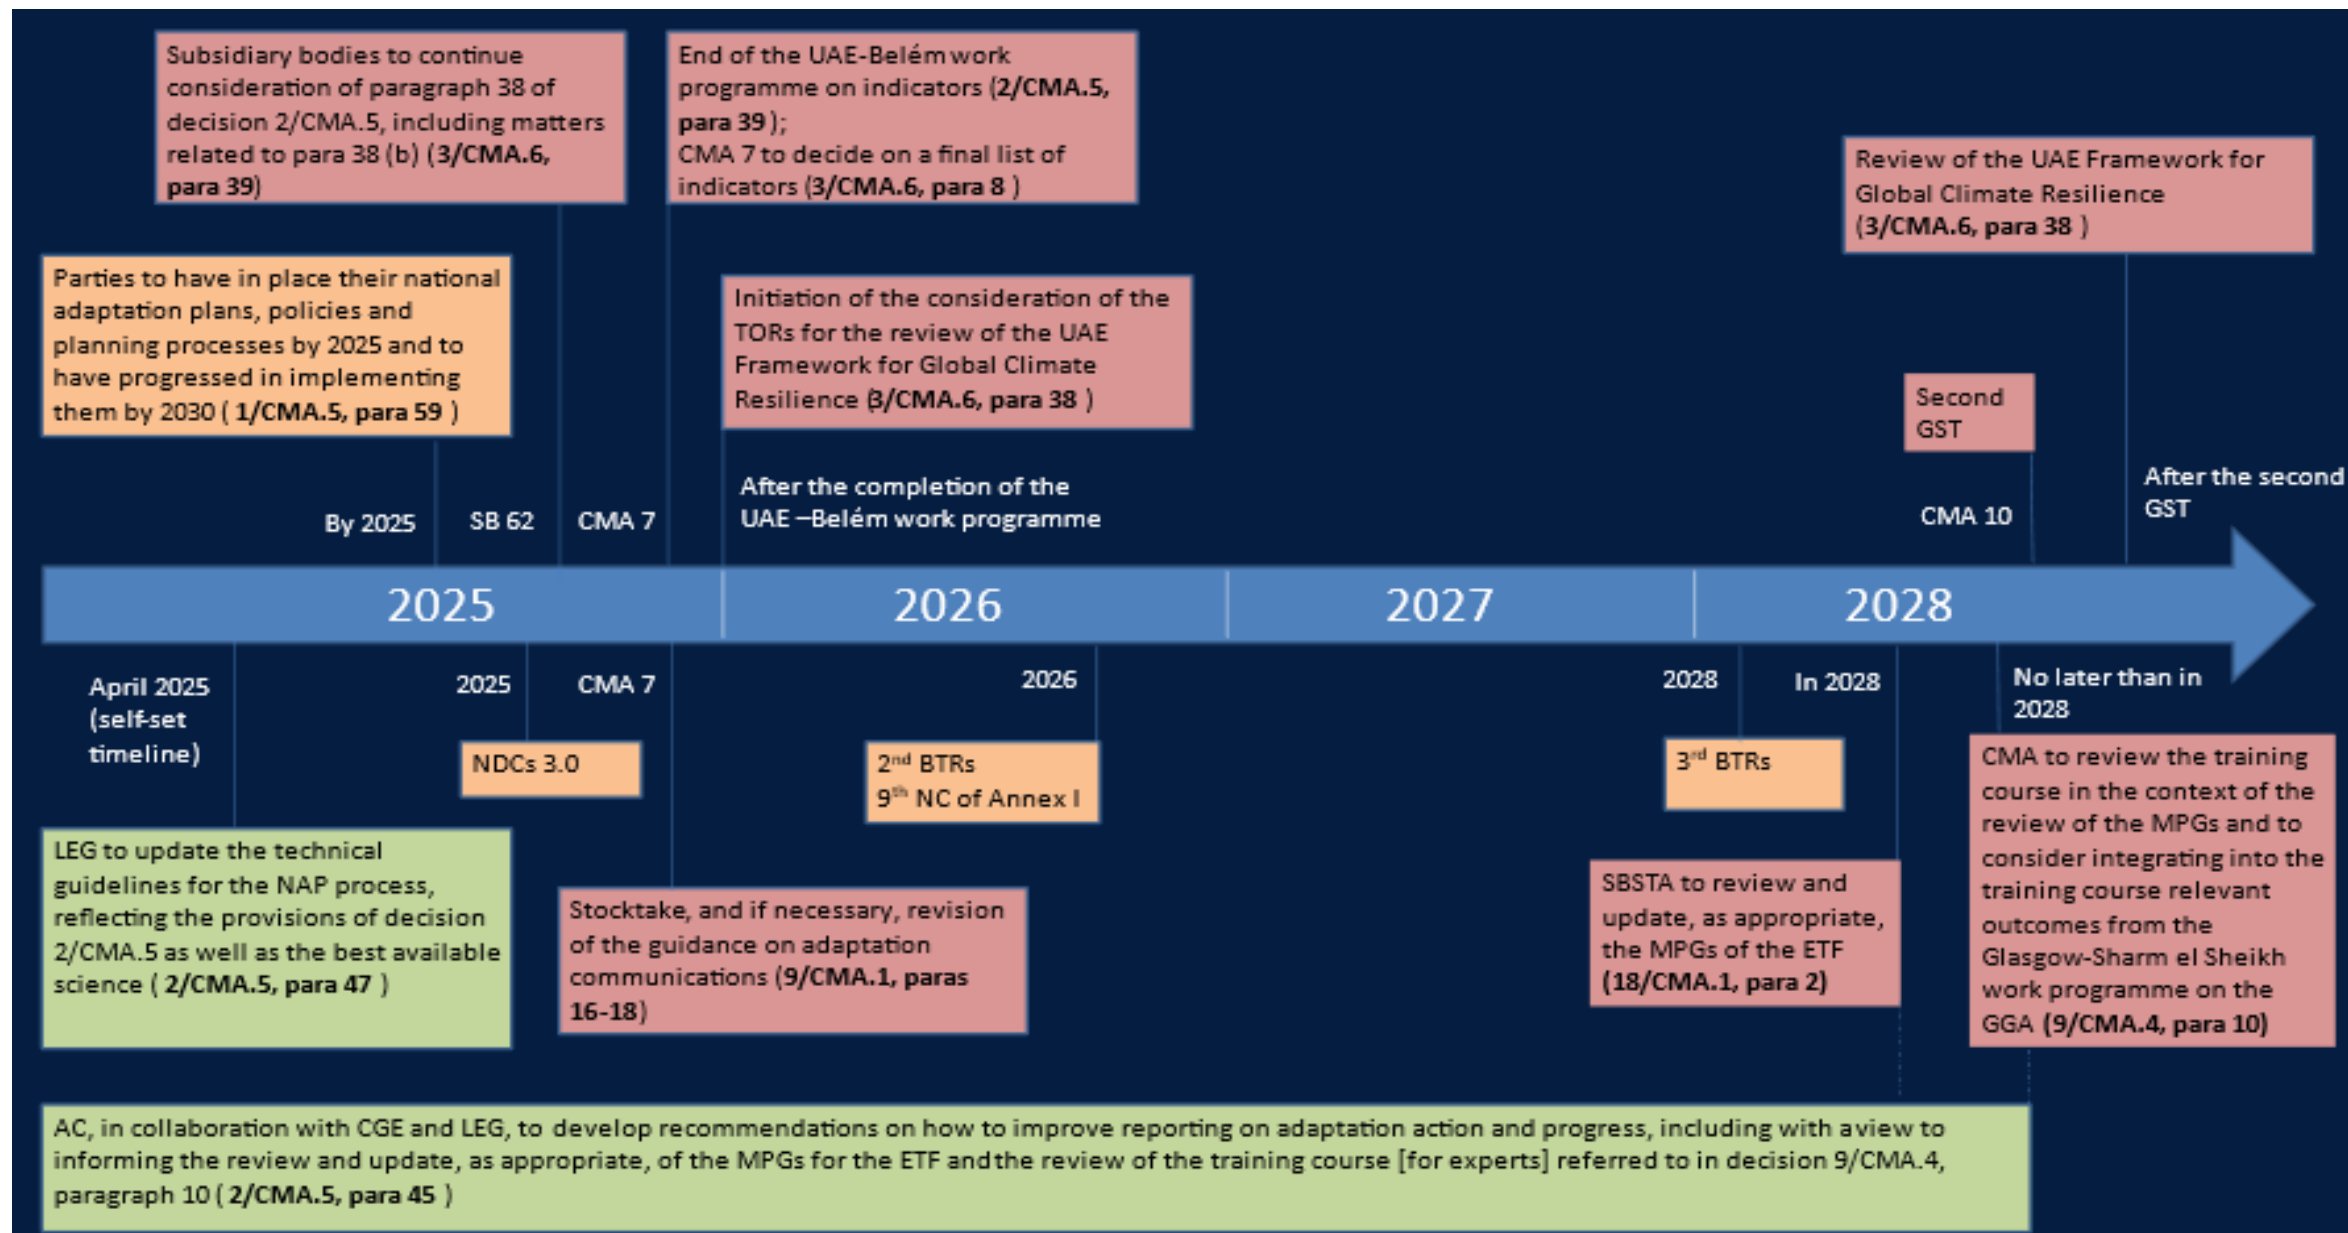 Subsidiary bodies to continue
consideration of paragraph 38 of
decision 2/CMA.5, including matters
related to para 38 (b) (3/CMA.6,
para 39)
End of the UAE-Belém work
programme on indicators (2/CMA.5,
para 39 );
CMA 7 to decide on a final list of
indicators (3/CMA.6, para 8 )
Review of the UAE Framework for
Global Climate Resilience
(3/CMA.6, para 38 )
Parties to have in place their national
adaptation plans, policies and
planning processes by 2025 and to
have progressed in implementing
them by 2030 ( 1/CMA.5, para 59 )
Initiation of the consideration of the
TORs for the review of the UAE
Framework for Global Climate
Resilience (3/CMA.6, para 38 )
Second
GST
By 2025
SB 62
CMA 7
After the completion of the
UAE –Belém work programme
CMA 10
After the second
GST
2025
2026
2027
2028
April 2025
(self-set
timeline)
2025
CMA 7
2026
2028
In 2028
No later than in
2028
NDCs 3.0
2nd BTRs
9th NC of Annex I
3rd BTRs
CMA to review the training
course in the context of the
review of the MPGs and to
consider integrating into the
training course relevant
outcomes from the
Glasgow-Sharm el Sheikh
work programme on the
GGA (9/CMA.4, para 10)
LEG to update the technical
guidelines for the NAP process,
reflecting the provisions of decision
2/CMA.5 as well as the best available
science ( 2/CMA.5, para 47 )
Stocktake, and if necessary, revision
of the guidance on adaptation
communications (9/CMA.1, paras
16-18)
SBSTA to review and
update, as appropriate,
the MPGs of the ETF
(18/CMA.1, para 2)
AC, in collaboration with CGE and LEG, to develop recommendations on how to improve reporting on adaptation action and progress, including with aview to
informing the review and update, as appropriate, of the MPGs for the ETF andthe review of the training course [for experts] referred to in decision 9/CMA.4,
paragraph 10 ( 2/CMA.5, para 45 )